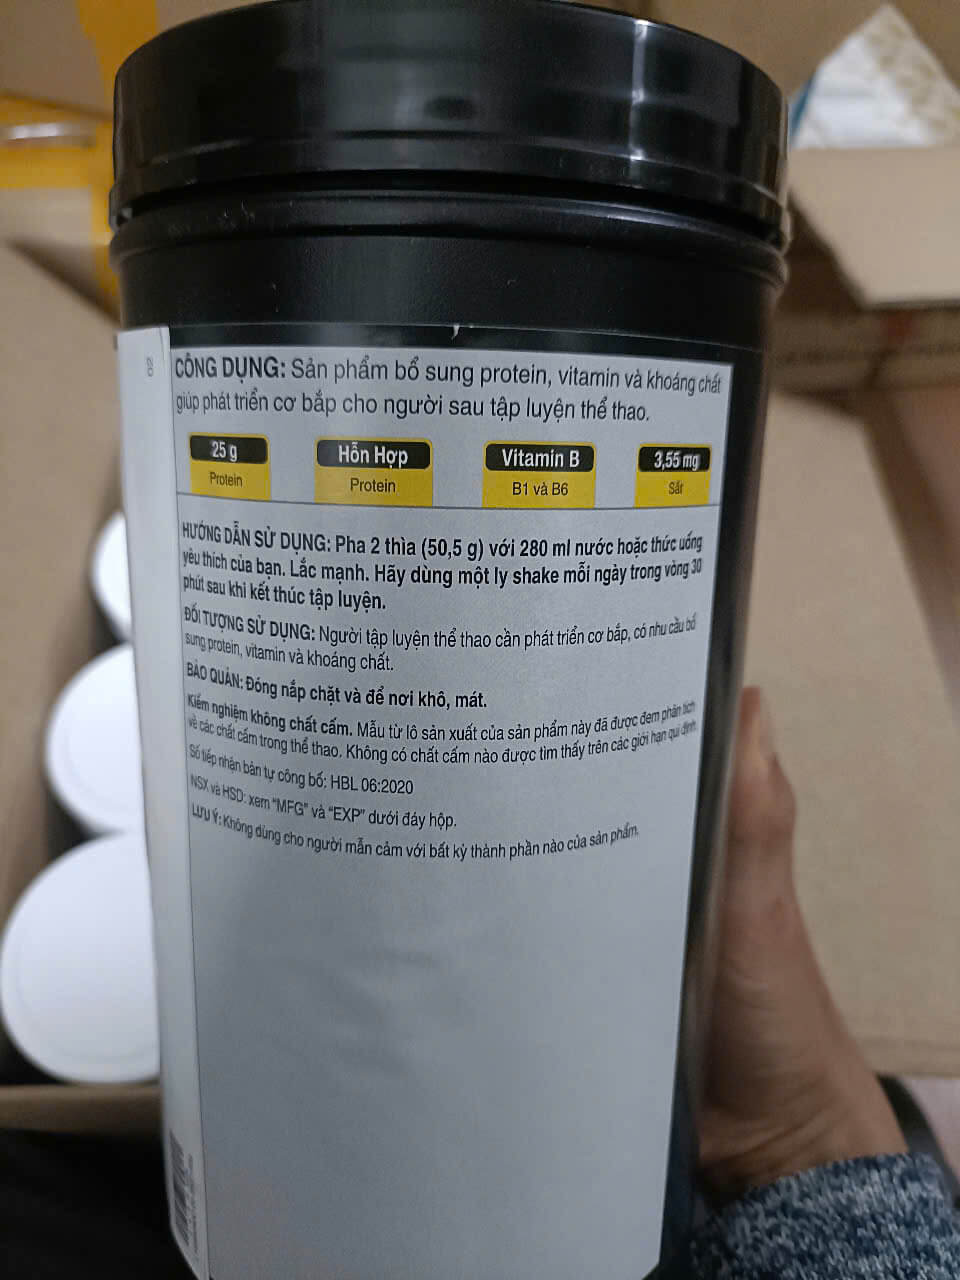 02
CÔNG DỤNG: Sản phẩm bổ sung protein, vitamin và khoáng chất
giúp phát triển cơ bắp cho người sau tập luyện thể thao.
25 g
Protein
Hỗn Hợp
Protein
Vitamin B
B1 và B6
3,55 mg
Sắt
HƯỚNG DẪN SỬ DỤNG: Pha 2 thìa (50,5 g) với 280 ml nước hoặc thức uống
yêu thích của bạn. Lắc mạnh. Hãy dùng một ly shake mỗi ngày trong vòng 30
phút sau khi kết thúc tập luyện.
ĐỐI TƯỢNG SỬ DỤNG: Người tập luyện thể thao cần phát triển cơ bắp, có nhu cầu bổ
sung protein, vitamin và khoáng chất.
BẢO QUẢN: Đóng nắp chặt và để nơi khô, mát.
Kiểm nghiệm không chất cấm. Mẫu từ lô sản xuất của sản phẩm này đã được đem phân tích
về các chất cấm trong thể thao. Không có chất cấm nào được tìm thấy trên các giới hạn qui định.
Số tiếp nhận bản tự công bố: HBL 06:2020
NSX và HSD: xem "MFG" và "EXP" dưới đáy hộp.
LƯU Ý: Không dùng cho người mẫn cảm với bất kỳ thành phần nào của sản phẩm.